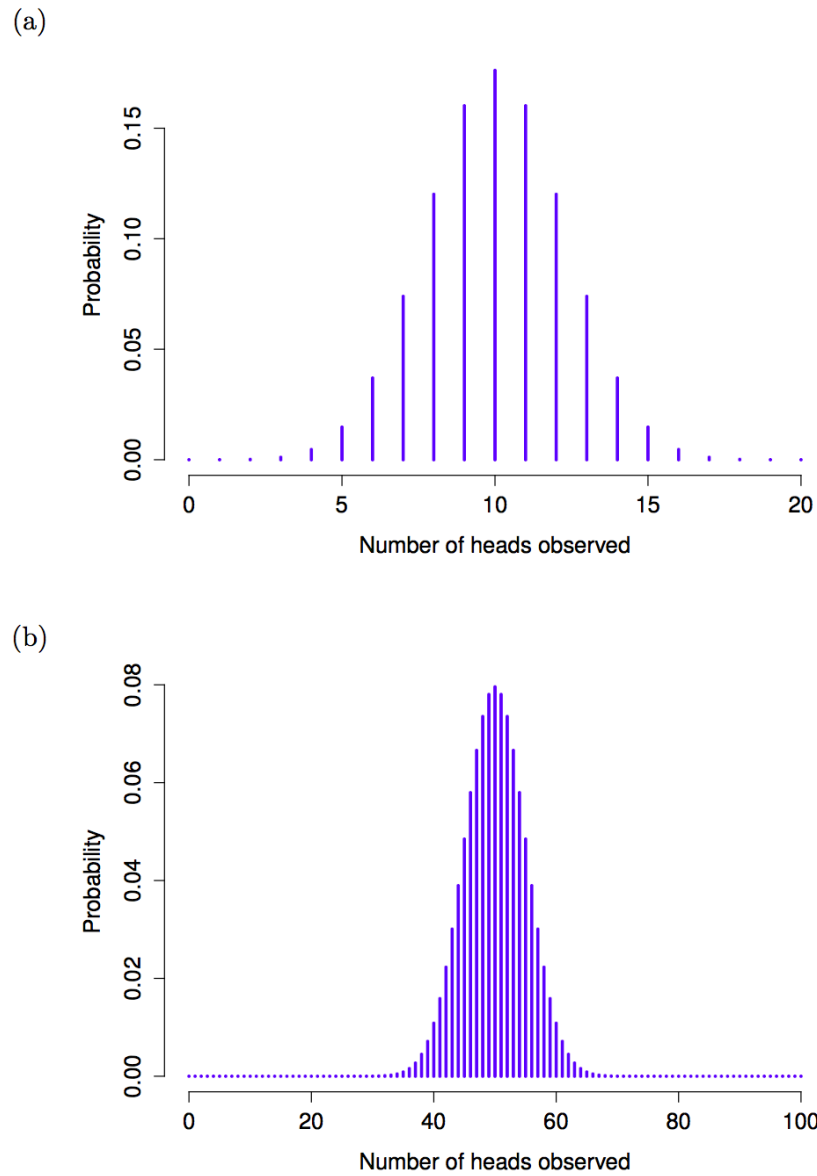 (a)
0.15
0.10
0.05
0.00
Probability
0 5 10 15 20
Number of heads observed
(b)
0.08
0.06
0.04
0.02
0.00
Probability
0 20 40 60 80 100
Number of heads observed